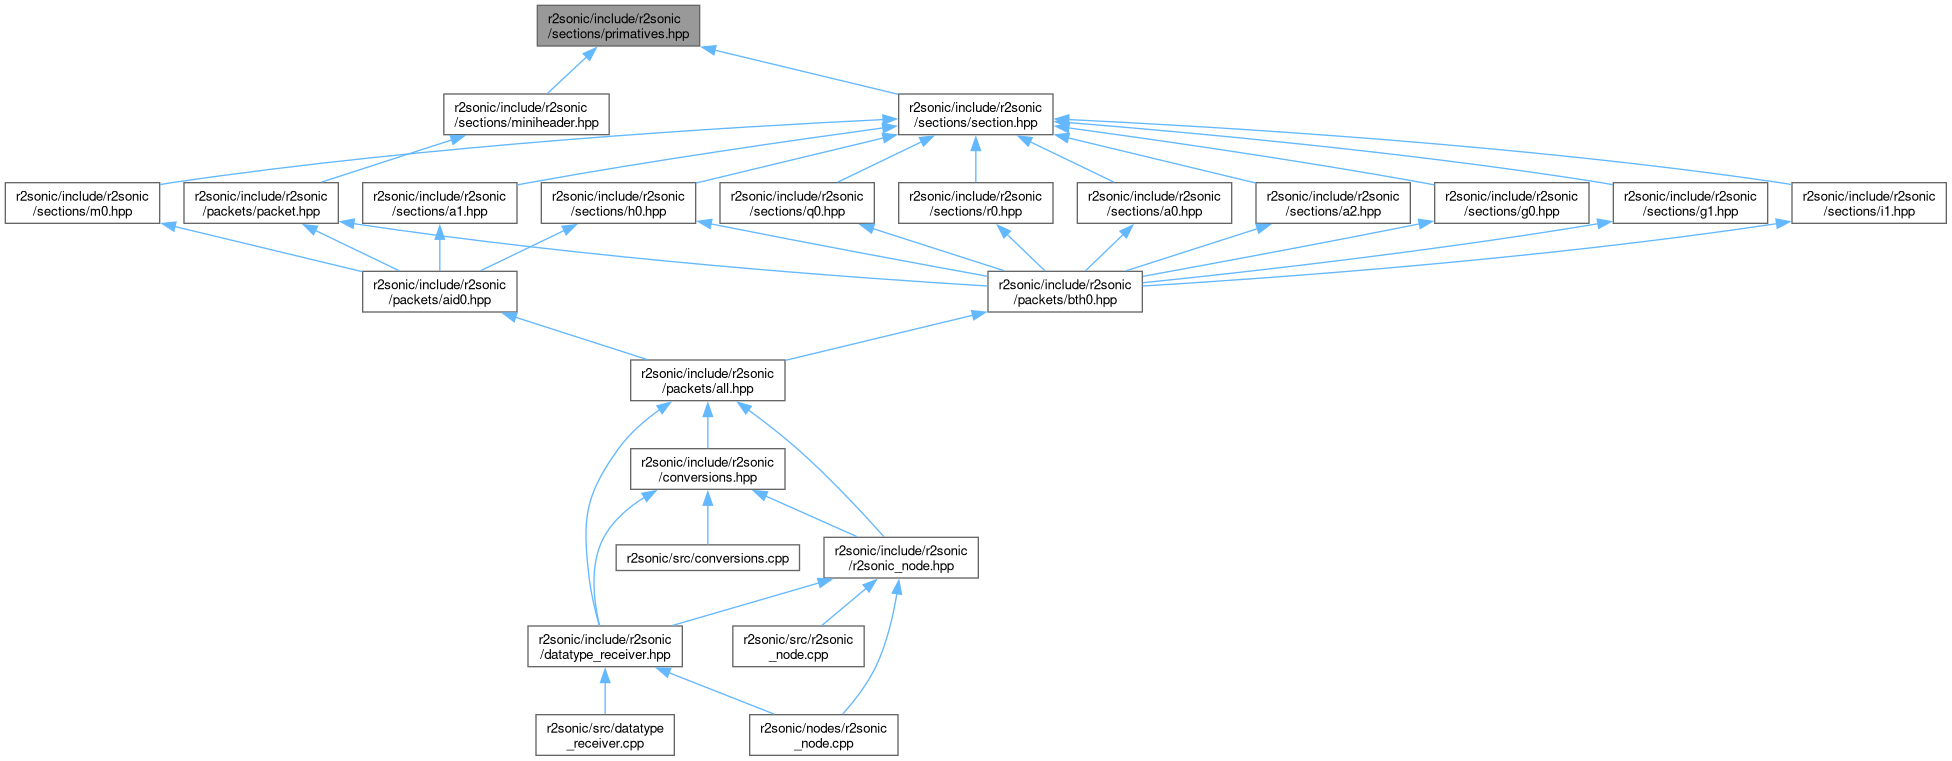 r2sonic/include/r2sonic
/sections/primatives.hpp
r2sonic/include/r2sonic
/sections/miniheader.hpp
r2sonic/include/r2sonic
/sections/section.hpp
r2sonic/include/r2sonic
/sections/m0.hpp
r2sonic/include/r2sonic
/packets/packet.hpp
r2sonic/include/r2sonic
/sections/a1.hpp
r2sonic/include/r2sonic
/sections/h0.hpp
r2sonic/include/r2sonic
/sections/q0.hpp
r2sonic/include/r2sonic
/sections/r0.hpp
r2sonic/include/r2sonic
/sections/a0.hpp
r2sonic/include/r2sonic
/sections/a2.hpp
r2sonic/include/r2sonic
/sections/g0.hpp
r2sonic/include/r2sonic
/sections/g1.hpp
r2sonic/include/r2sonic
/sections/i1.hpp
r2sonic/include/r2sonic
/packets/aid0.hpp
r2sonic/include/r2sonic
/packets/bth0.hpp
r2sonic/include/r2sonic
/packets/all.hpp
r2sonic/include/r2sonic
/conversions.hpp
r2sonic/src/conversions.cpp
r2sonic/include/r2sonic
/r2sonic_node.hpp
r2sonic/include/r2sonic
/datatype_receiver.hpp
r2sonic/src/r2sonic
_node.cpp
r2sonic/src/datatype
_receiver.cpp
r2sonic/nodes/r2sonic
_node.cpp